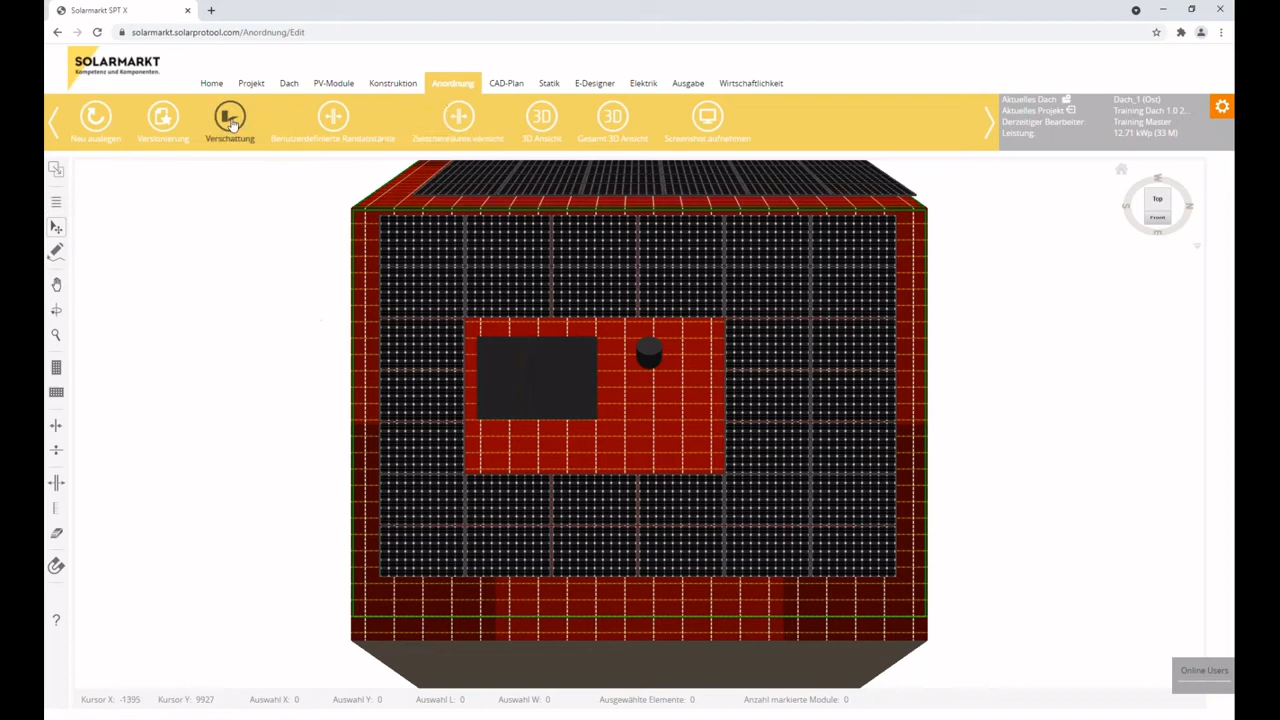 Solarmarkt SPT X
solarmarkt.solarprotool.com/Anordnung/Edit
SOLARMARKT
Kompetenz und Komponenten.
Home Projekt Dach PV-Module Konstruktion Anordnung CAD-Plan Statik E-Designer Elektrik Ausgabe Wirtschaftlichkeit
Neu auslegen Versionierung Verschattung Benutzerdefinierte Randabstände Zwischenräume vereint 3D Ansicht Gesamt 3D Ansicht Screenshot aufnehmen
3D 3D
Aktuelles Dach Dach_1 (Ost)
Aktuelles Projekt Training Dach 1.0 2...
Derzeitiger Bearbeiter: Training Master
Leistung: 12.71 kWp (33 M)
W
S Top N
Front
E
?
Online Users
Kursor X: -1395 Kursor Y: 9927 Auswahl X: 0 Auswahl Y: 0 Auswahl L: 0 Auswahl W: 0 Ausgewählte Elemente: 0 Anzahl markierte Module: 0